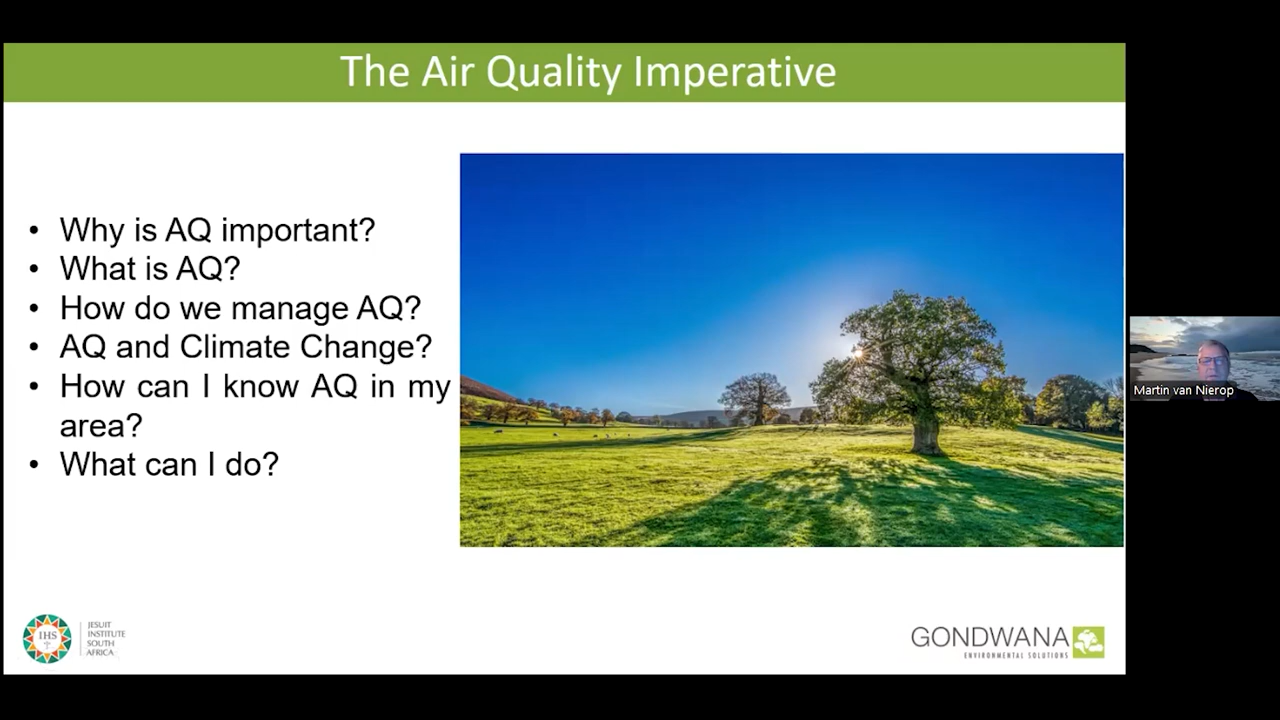 The Air Quality Imperative
• Why is AQ important?
• What is AQ?
• How do we manage AQ?
• AQ and Climate Change?
• How can I know AQ in my
area?
• What can I do?
Martin van Nierop
IHS
JESUIT
INSTITUTE
SOUTH
AFRICA
GONDWANA
ENVIRONMENTAL SOLUTIONS